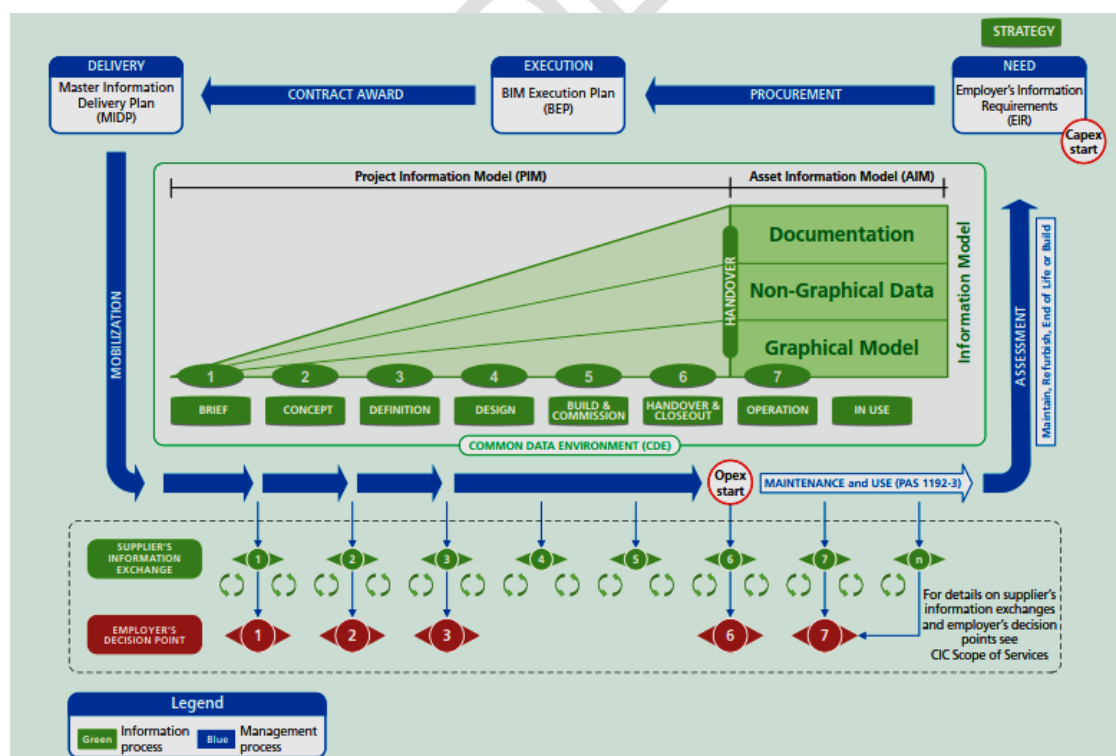 STRATEGY
DELIVERY
Master Information
Delivery Plan
(MIDP)
CONTRACT AWARD
EXECUTION
BIM Execution Plan
(BEP)
PROCUREMENT
NEED
Employer's Information
Requirements
(EIR)
Capex
start
Project Information Model (PIM)
Asset Information Model (AIM)
MOBILIZATION
HANDOVER
Documentation
Non-Graphical Data
Graphical Model
Information Model
ASSESSMENT
Maintain, Refurbish, End of Life or Build
1 2 3 4 5 6 7
BRIEF
CONCEPT
DEFINITION
DESIGN
BUILD &
COMMISSION
HANDOVER &
CLOSEOUT
OPERATION
IN USE
COMMON DATA ENVIRONMENT (CDE)
Opex
start
MAINTENANCE and USE (PAS 1192-3)
SUPPLIER'S
INFORMATION
EXCHANGE
1 2 3 4 5 6 7 n
EMPLOYER'S
DECISION POINT
1 2 3 6 7
For details on supplier's
information exchanges
and employer's decision
points see
CIC Scope of Services
Legend
Green Information
process
Blue Management
process